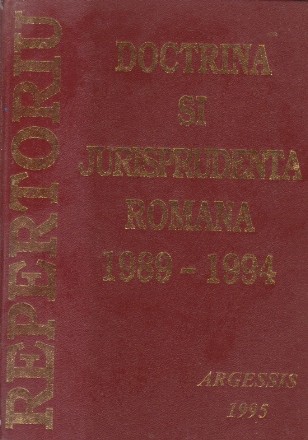 REPERTORIU
DOCTRINA
SI
JURISPRUDENTA
ROMANA
1989 - 1994
ARGESSIS
1995